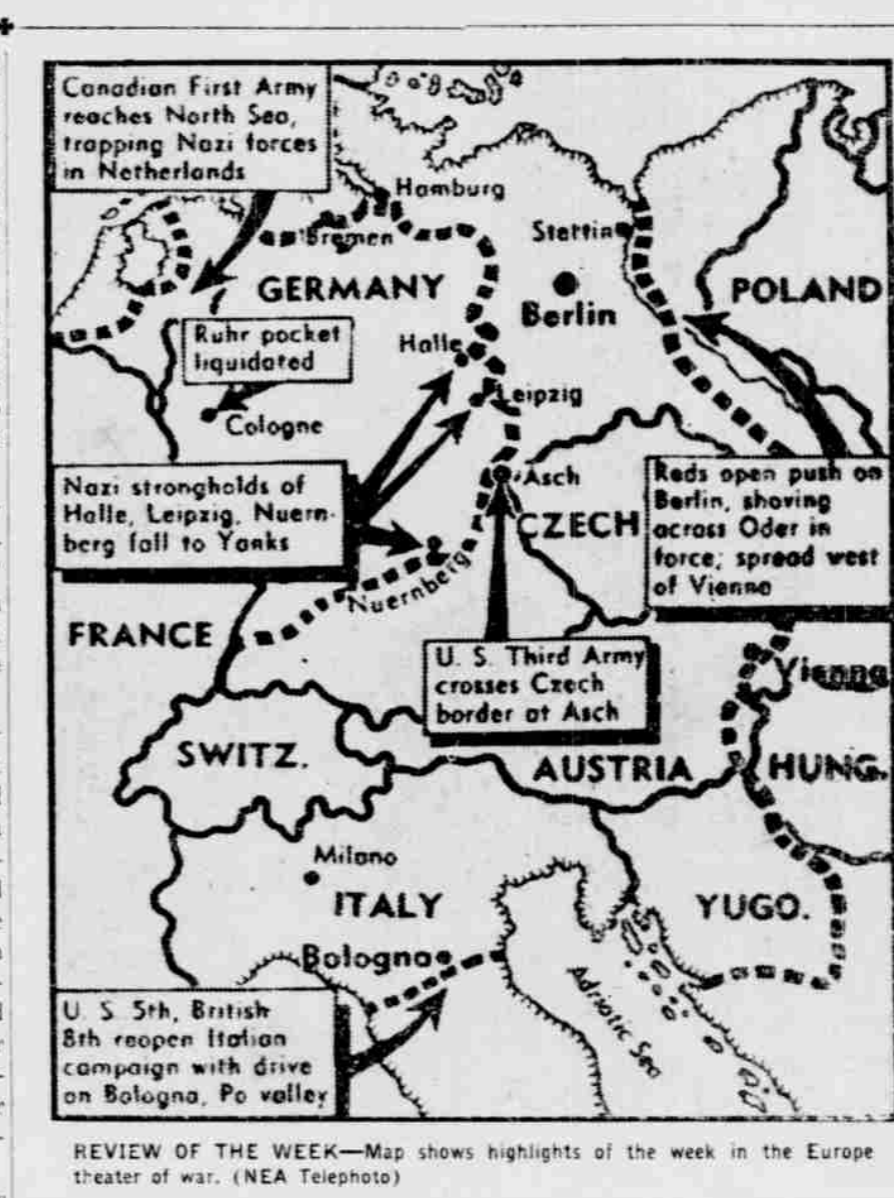 Canadian First Army
reaches North Sea,
trapping Nazi forces
in Netherlands
Hamburg
Bremen
Stettin
GERMANY
Berlin
POLAND
Ruhr pocket
liquidated
Halle
Leipzig
Cologne
Nazi strongholds of
Halle, Leipzig, Nuern-
berg fall to Yanks
Asch
CZECH
Reds open push on
Berlin, shoving
across Oder in
force; spread west
of Vienna
Nuernberg
FRANCE
U. S. Third Army
crosses Czech
border at Asch
Vienna
SWITZ.
AUSTRIA
HUNG.
Milano
ITALY
YUGO.
Bologna
Adriatic Sea
U. S. 5th, British
8th reopen Italian
campaign with drive
on Bologna, Po valley
REVIEW OF THE WEEK—Map shows highlights of the week in the Europe
theater of war. (NEA Telephoto)